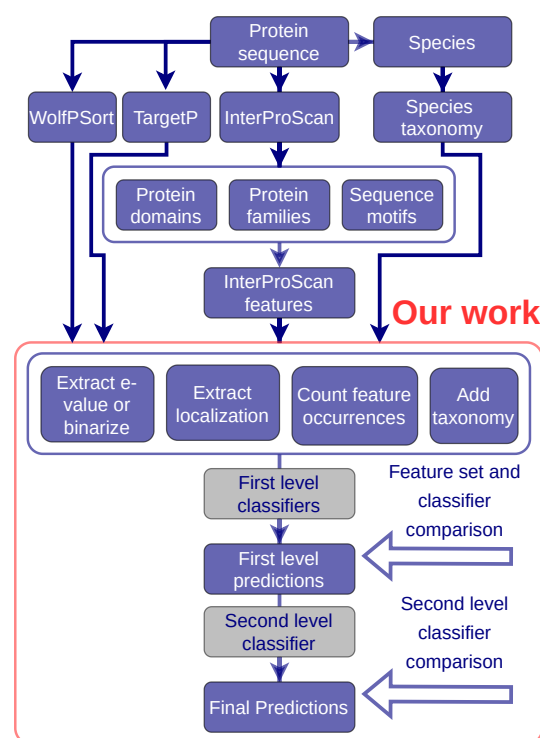 Protein
sequence
Species
WolfPSort
TargetP
InterProScan
Species
taxonomy
Protein
domains
Protein
families
Sequence
motifs
InterProScan
features
Our work
Extract e-
value or
binarize
Extract
localization
Count feature
occurrences
Add
taxonomy
First level
classifiers
Feature set and
classifier
comparison
First level
predictions
Second level
classifier
Second level
classifier
comparison
Final Predictions